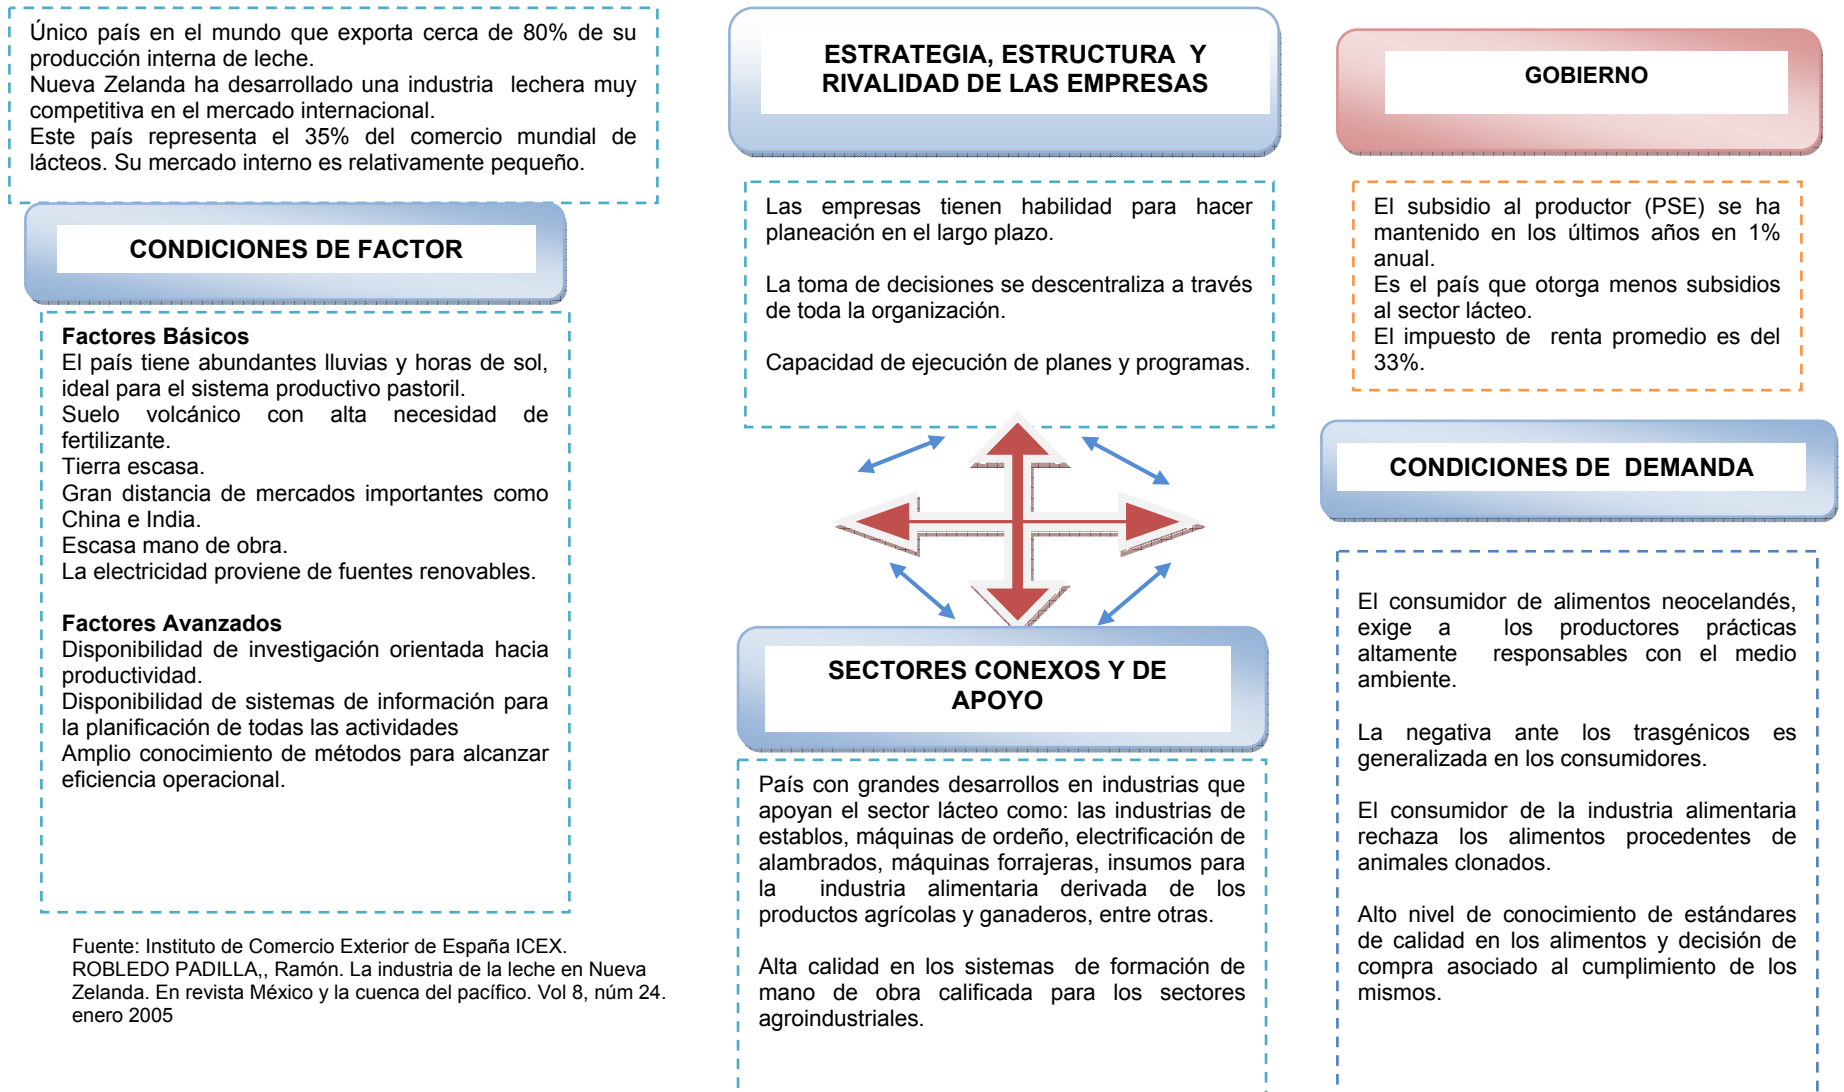 Único país en el mundo que exporta cerca de 80% de su
producción interna de leche.
Nueva Zelanda ha desarrollado una industria lechera muy
competitiva en el mercado internacional.
Este país representa el 35% del comercio mundial de
lácteos. Su mercado interno es relativamente pequeño.
CONDICIONES DE FACTOR
Factores Básicos
El país tiene abundantes lluvias y horas de sol,
ideal para el sistema productivo pastoril.
Suelo volcánico con alta necesidad de
fertilizante.
Tierra escasa.
Gran distancia de mercados importantes como
China e India.
Escasa mano de obra.
La electricidad proviene de fuentes renovables.
Factores Avanzados
Disponibilidad de investigación orientada hacia
productividad.
Disponibilidad de sistemas de información para
la planificación de todas las actividades
Amplio conocimiento de métodos para alcanzar
eficiencia operacional.
Fuente: Instituto de Comercio Exterior de España ICEX.
ROBLEDO PADILLA,, Ramón. La industria de la leche en Nueva
Zelanda. En revista México y la cuenca del pacífico. Vol 8, núm 24.
enero 2005
ESTRATEGIA, ESTRUCTURA Y
RIVALIDAD DE LAS EMPRESAS
Las empresas tienen habilidad para hacer
planeación en el largo plazo.
La toma de decisiones se descentraliza a través
de toda la organización.
Capacidad de ejecución de planes y programas.
SECTORES CONEXOS Y DE
APOYO
País con grandes desarrollos en industrias que
apoyan el sector lácteo como: las industrias de
establos, máquinas de ordeño, electrificación de
alambrados, máquinas forrajeras, insumos para
la industria alimentaria derivada de los
productos agrícolas y ganaderos, entre otras.
Alta calidad en los sistemas de formación de
mano de obra calificada para los sectores
agroindustriales.
GOBIERNO
El subsidio al productor (PSE) se ha
mantenido en los últimos años en 1%
anual.
Es el país que otorga menos subsidios
al sector lácteo.
El impuesto de renta promedio es del
33%.
CONDICIONES DE DEMANDA
El consumidor de alimentos neocelandés,
exige a los productores prácticas
altamente responsables con el medio
ambiente.
La negativa ante los trasgénicos es
generalizada en los consumidores.
El consumidor de la industria alimentaria
rechaza los alimentos procedentes de
animales clonados.
Alto nivel de conocimiento de estándares
de calidad en los alimentos y decisión de
compra asociado al cumplimiento de los
mismos.